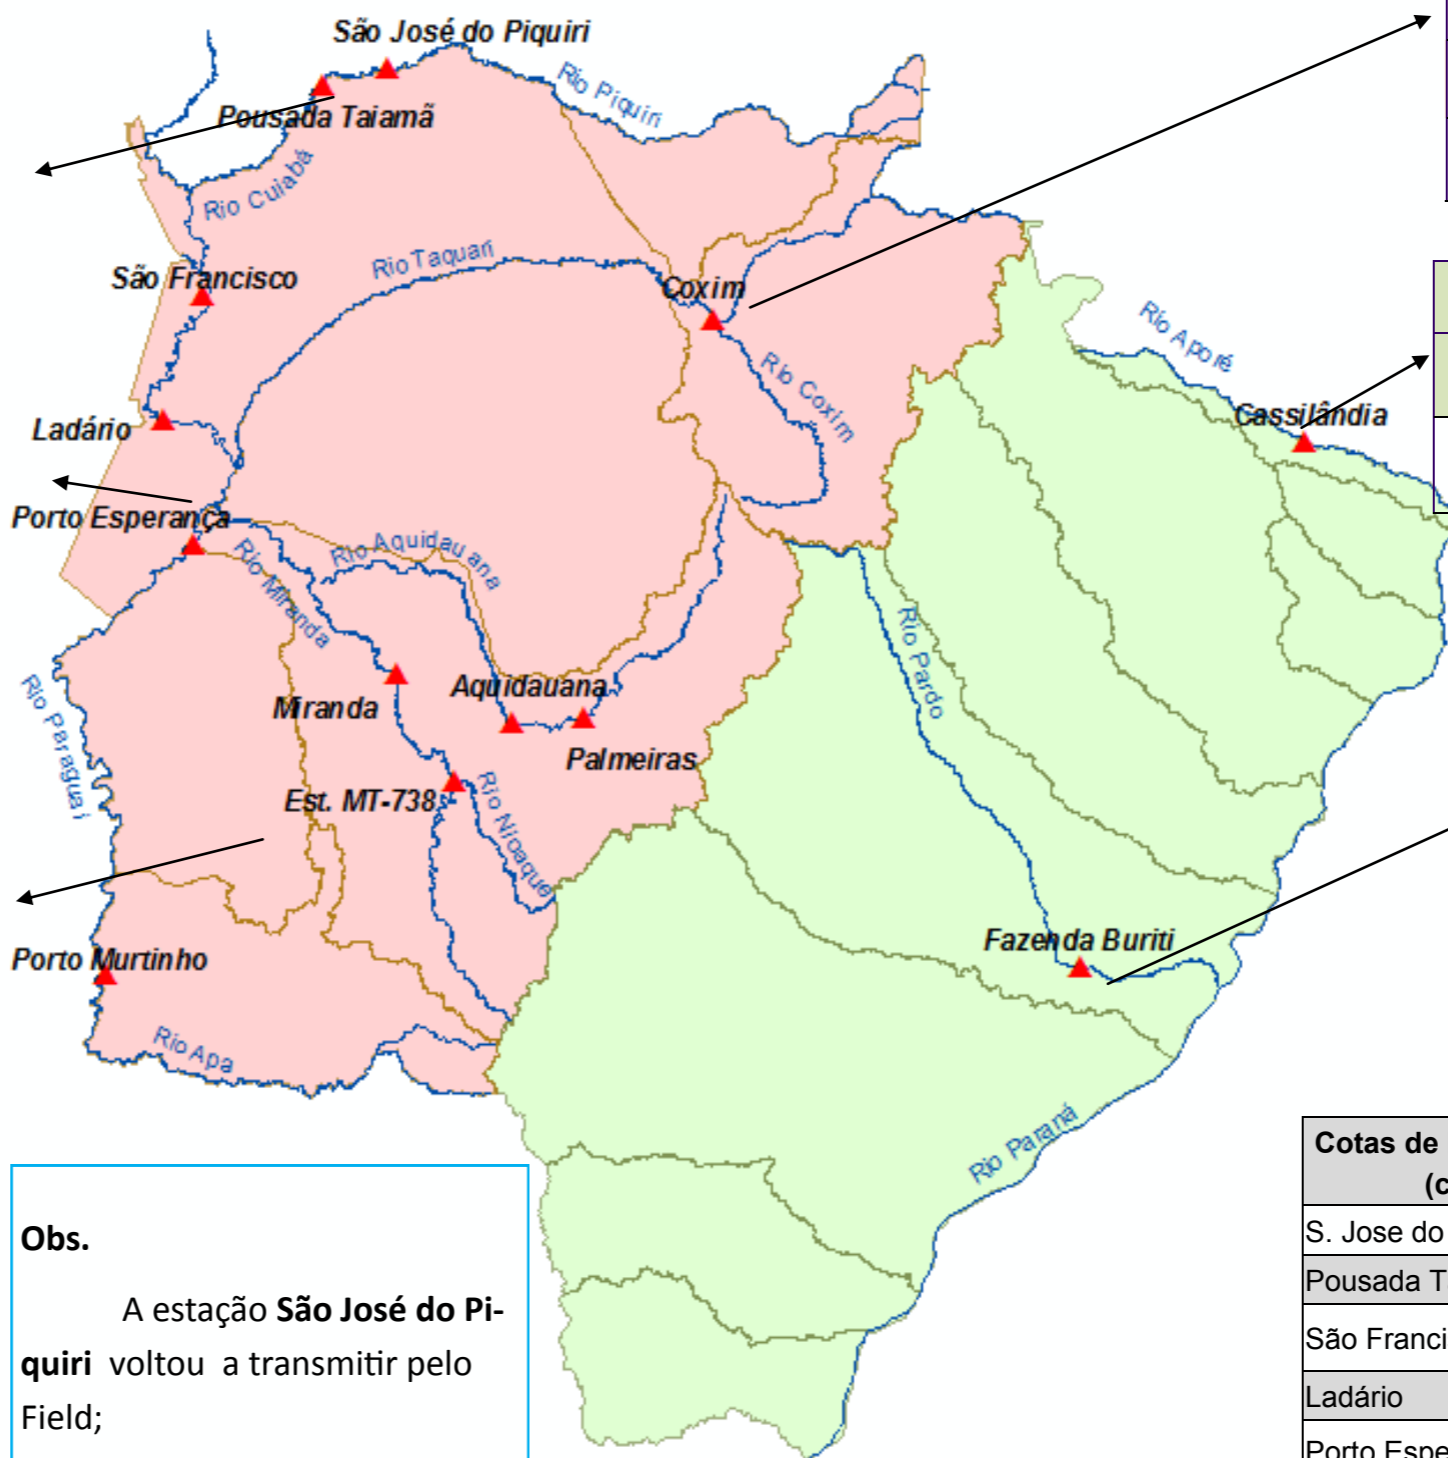 São José do Piquiri
Rio Piquiri
Pousada Taiamã
Rio Cuiabá
São Francisco
Rio Taquari
Coxim
Rio Aporé
Rio Coxim
Cassilândia
Ladário
Porto Esperança
Rio Miranda
Rio Aquidauana
Rio Pardo
Rio Paraguai
Miranda
Aquidauana
Palmeiras
Est. MT-738
Rio Nioaque
Fazenda Buriti
Porto Murtinho
Rio Apa
Rio Paraná
Obs.
A estação São José do Pi-
quiri voltou a transmitir pelo
Field;
Cotas de
(c
S. Jose do
Pousada T
São Franci
Ladário
Porto Espe